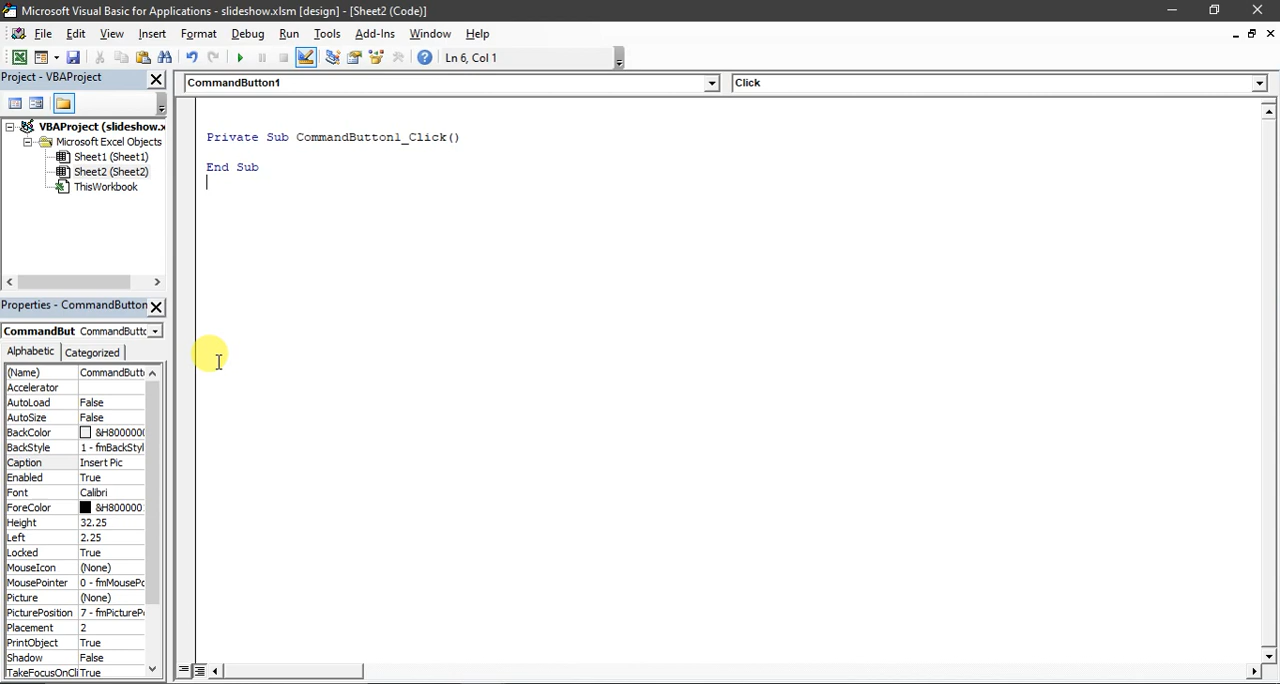 Microsoft Visual Basic for Applications - slideshow.xlsm [design] - [Sheet2 (Code)]
File Edit View Insert Format Debug Run Tools Add-Ins Window Help
Ln 6, Col 1
Project - VBAProject
CommandButton1 Click
VBAProject (slideshow.x
Microsoft Excel Objects
Sheet1 (Sheet1)
Sheet2 (Sheet2)
ThisWorkbook
Private Sub CommandButton1_Click()
End Sub
Properties - CommandButton
CommandBut CommandButto
Alphabetic Categorized
(Name) CommandButt
Accelerator
AutoLoad False
AutoSize False
BackColor &H8000000
BackStyle 1 - fmBackStyl
Caption Insert Pic
Enabled True
Font Calibri
ForeColor &H800000
Height 32.25
Left 2.25
Locked True
MouseIcon (None)
MousePointer 0 - fmMousePo
Picture (None)
PicturePosition 7 - fmPictureP
Placement 2
PrintObject True
Shadow False
TakeFocusOnCli True